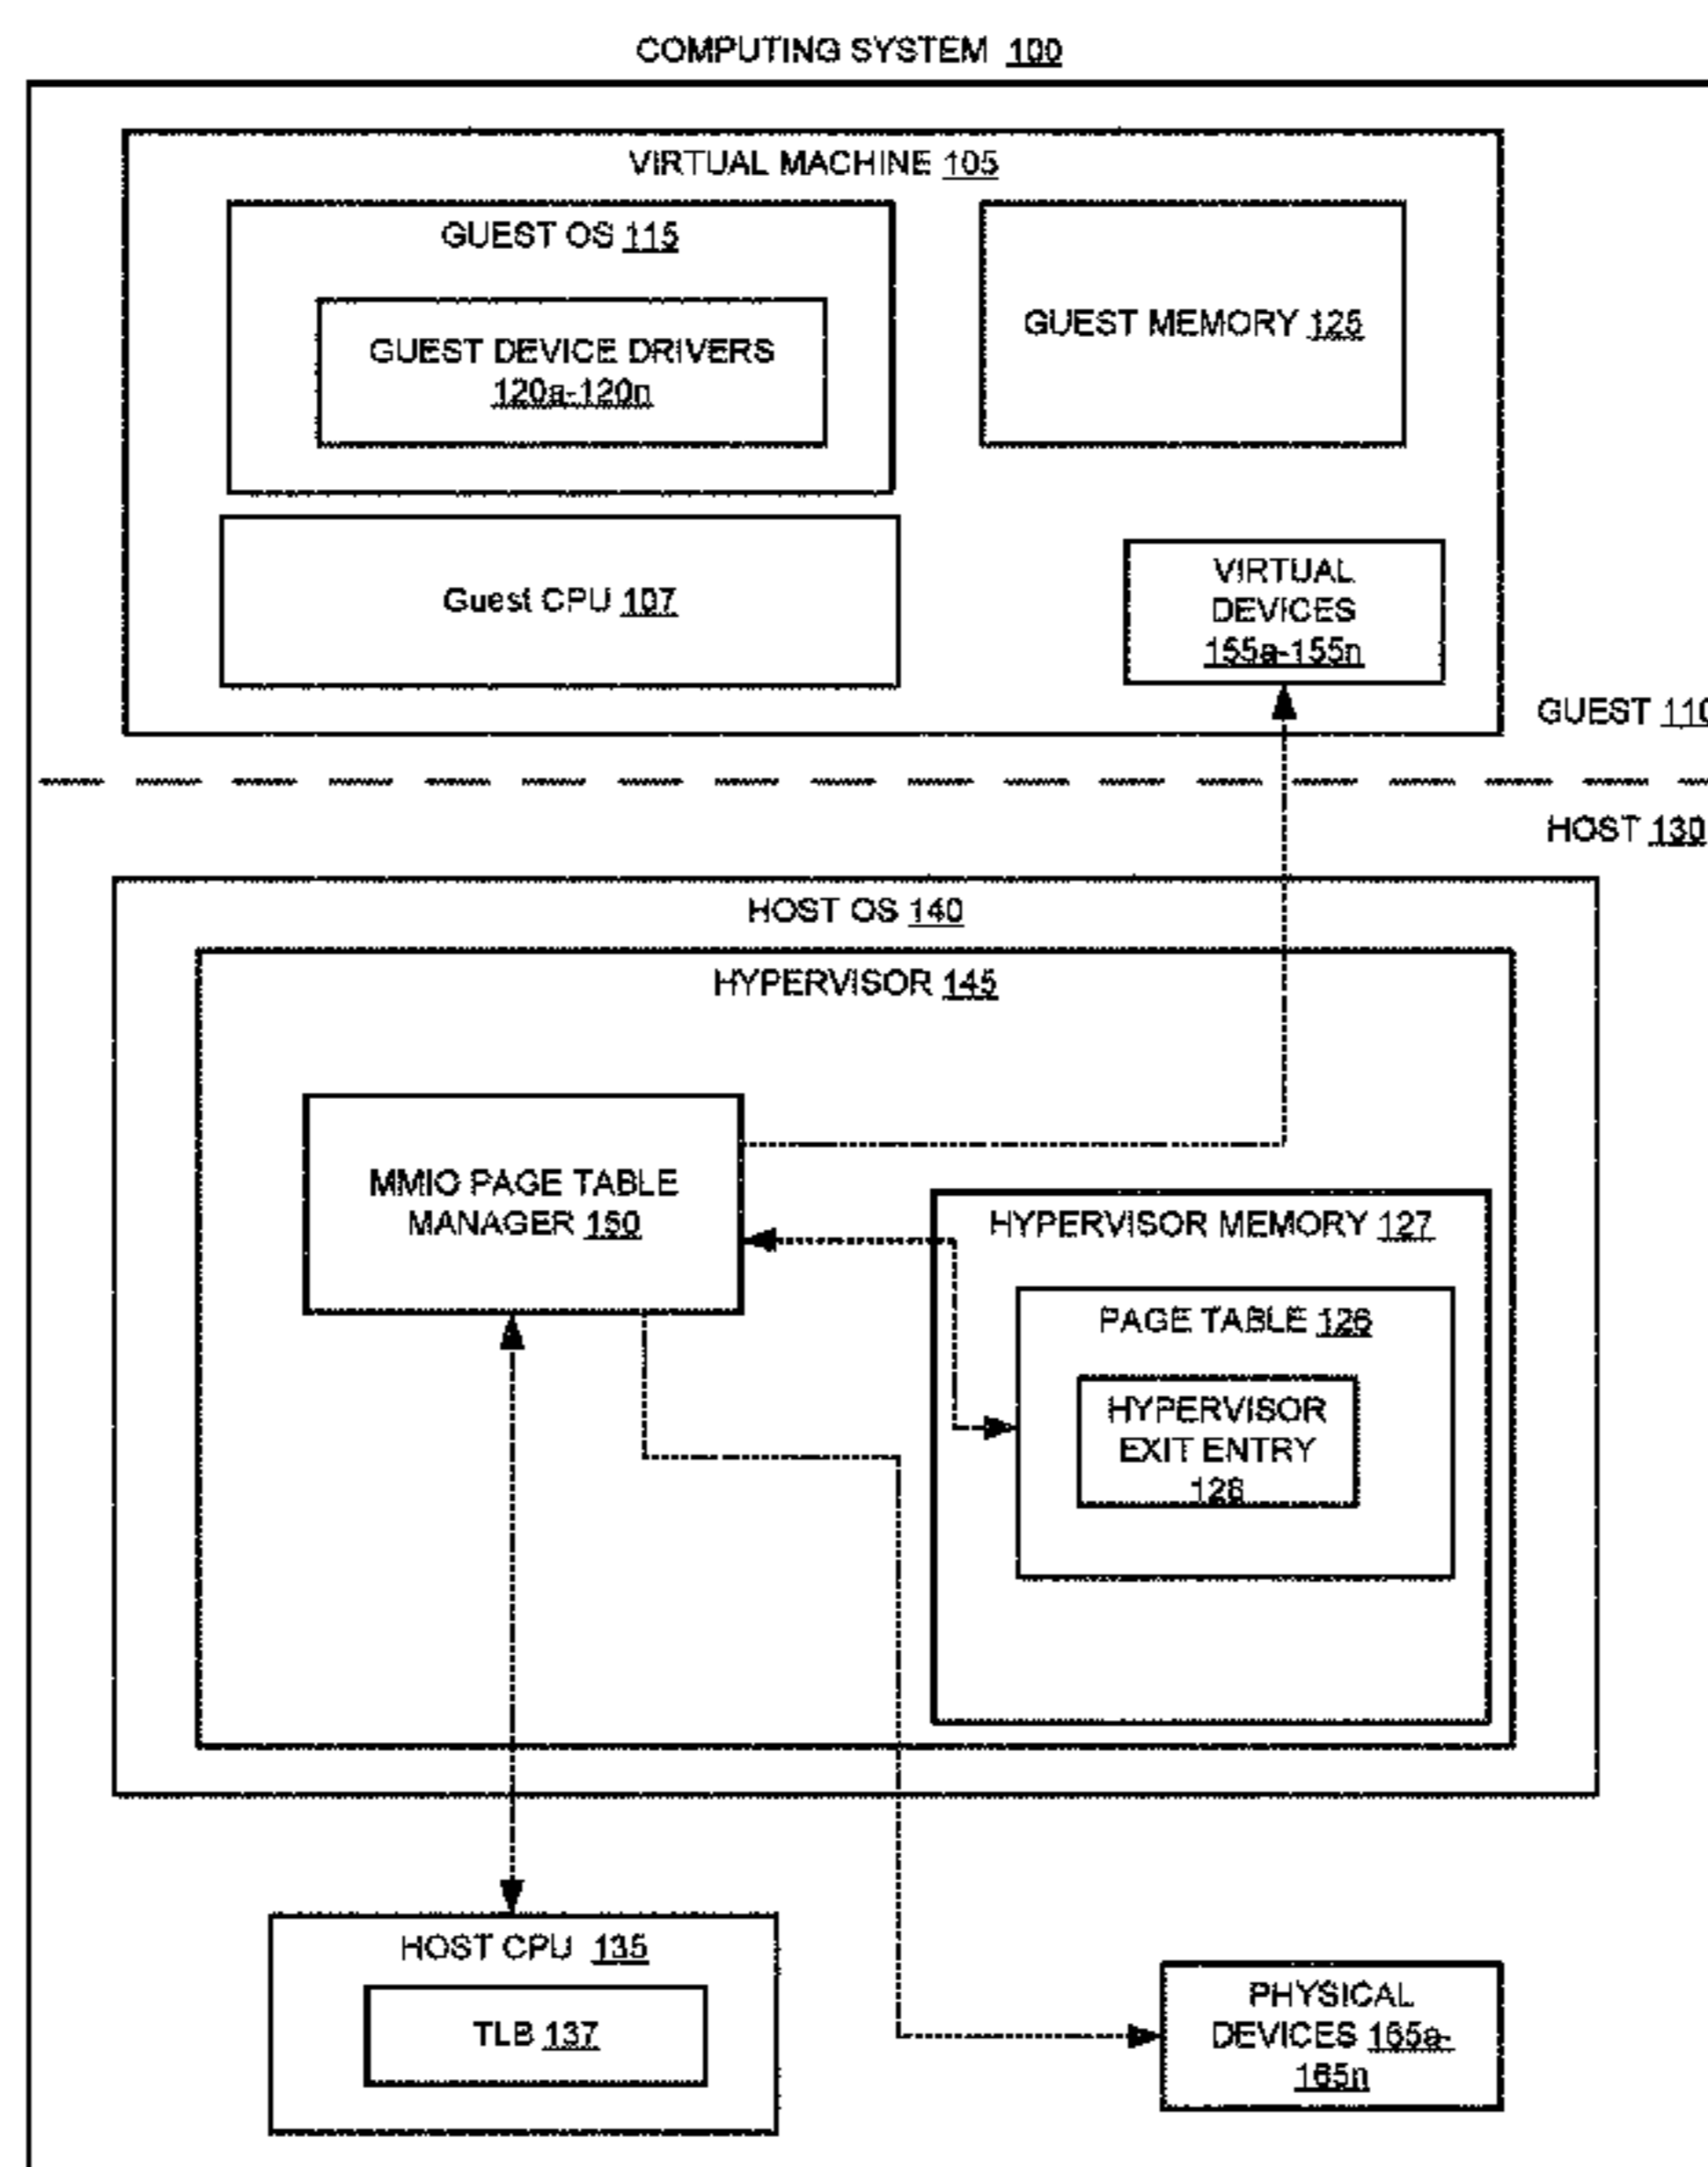 COMPUTING SYSTEM 100
VIRTUAL MACHINE 105
GUEST OS 115
GUEST DEVICE DRIVERS
120a-120n
GUEST MEMORY 125
Guest CPU 107
VIRTUAL
DEVICES
155a-155n
GUEST 110
HOST 130
HOST OS 140
HYPERVISOR 145
MMIO PAGE TABLE
MANAGER 150
HYPERVISOR MEMORY 127
PAGE TABLE 126
HYPERVISOR
EXIT ENTRY
128
HOST CPU 135
TLB 137
PHYSICAL
DEVICES 165a-
165n